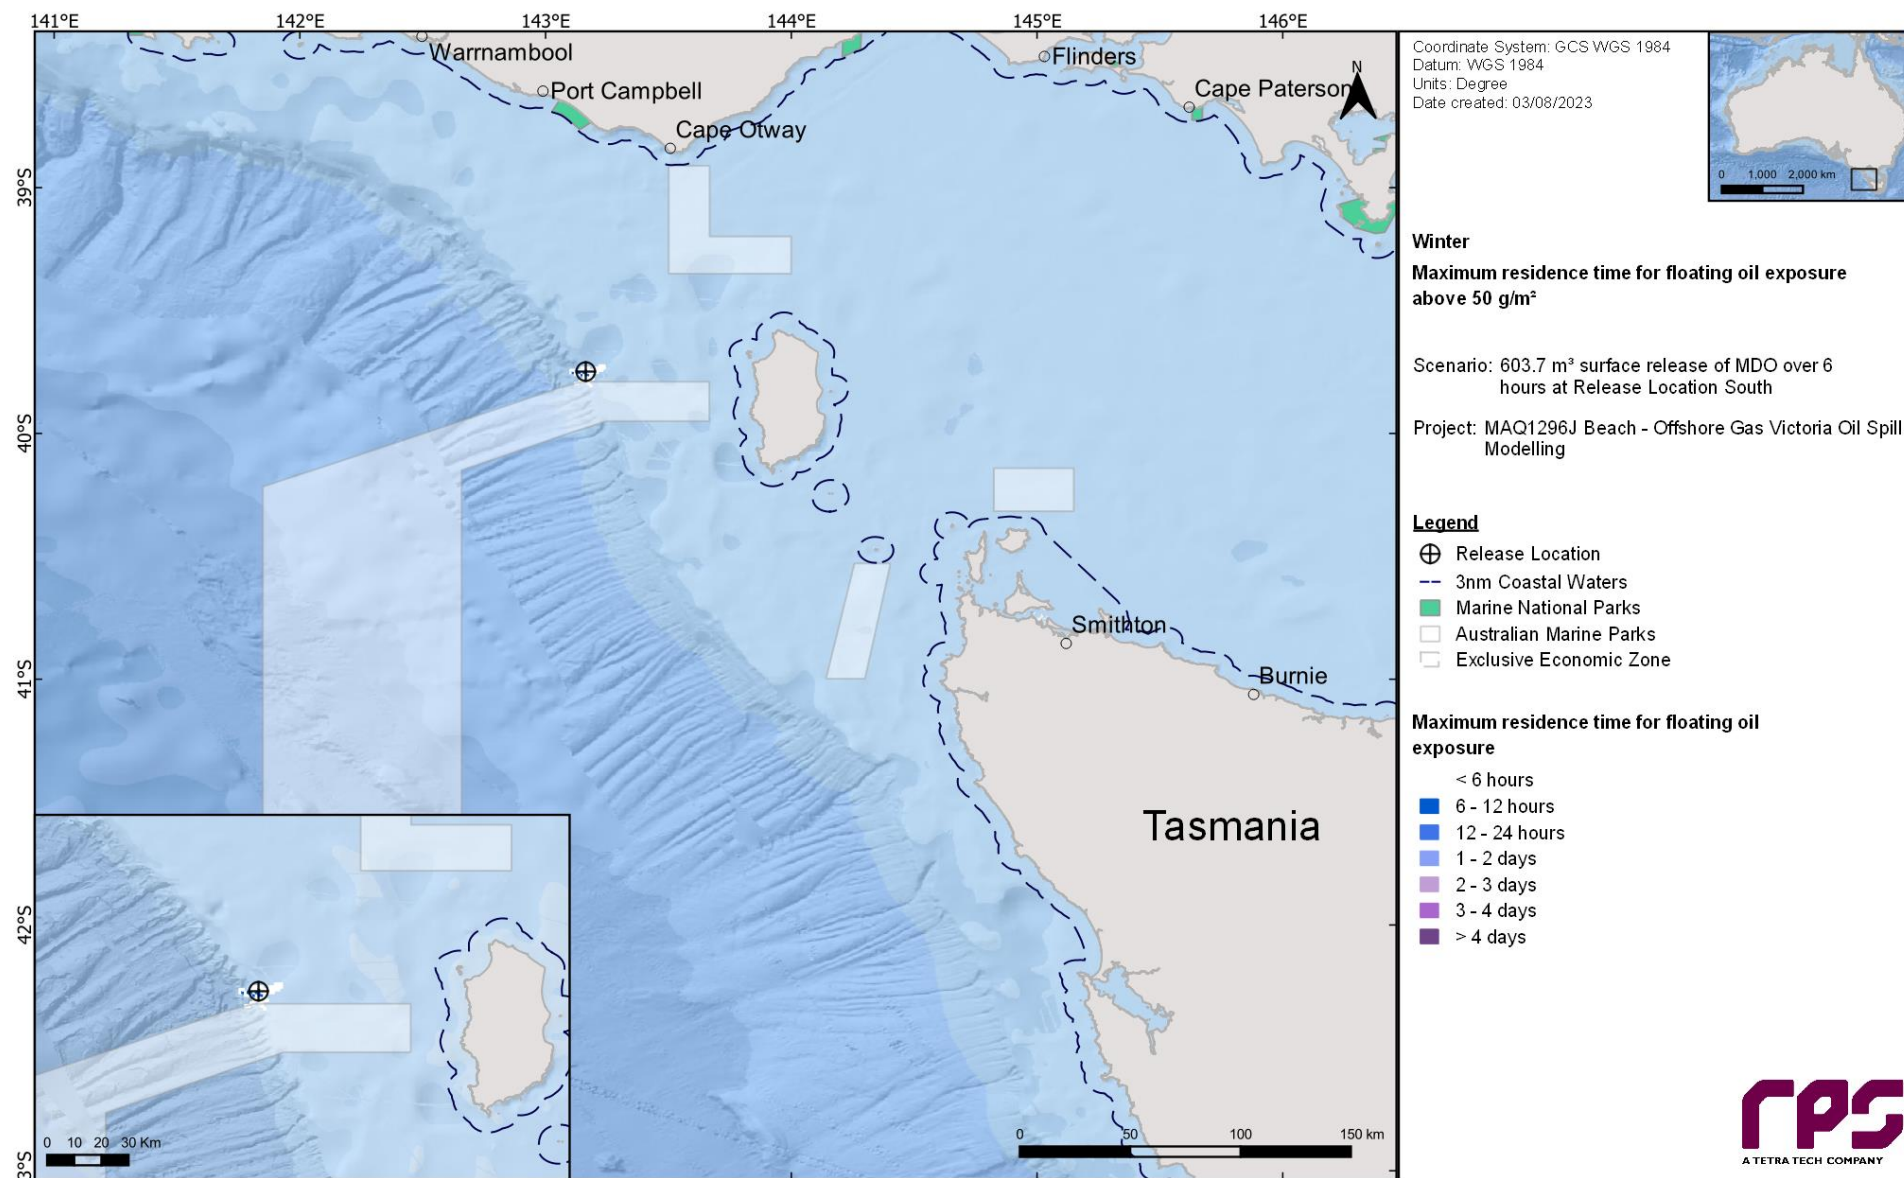 141°E 142°E 143°E 144°E 145°E 146°E
39°S
40°S
41°S
42°S
43°S
Warrnambool
Port Campbell
Cape Otway
Flinders
Cape Paterson
N
Smithton
Burnie
Tasmania
0 10 20 30 Km
0 50 100 150 km
Coordinate System: GCS WGS 1984
Datum: WGS 1984
Units: Degree
Date created: 03/08/2023
0 1,000 2,000 km
Winter
Maximum residence time for floating oil exposure
above 50 g/m²
Scenario: 603.7 m³ surface release of MDO over 6
hours at Release Location South
Project: MAQ1296J Beach - Offshore Gas Victoria Oil Spill
Modelling
Legend
Release Location
3nm Coastal Waters
Marine National Parks
Australian Marine Parks
Exclusive Economic Zone
Maximum residence time for floating oil
exposure
< 6 hours
6 - 12 hours
12 - 24 hours
1 - 2 days
2 - 3 days
3 - 4 days
> 4 days
rps
A TETRA TECH COMPANY